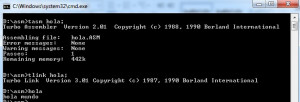 C:\Windows\system32\cmd.exe
D:\asm>tasm hola;
Turbo Assembler Version 2.01 Copyright (c) 1988, 1990 Borland International
Assembling file: hola.ASM
Error messages: None
Warning messages: None
Passes: 1
Remaining memory: 442k
D:\asm>tlink hola;
Turbo Link Version 3.01 Copyright (c) 1987, 1990 Borland International
D:\asm>hola
hola mundo